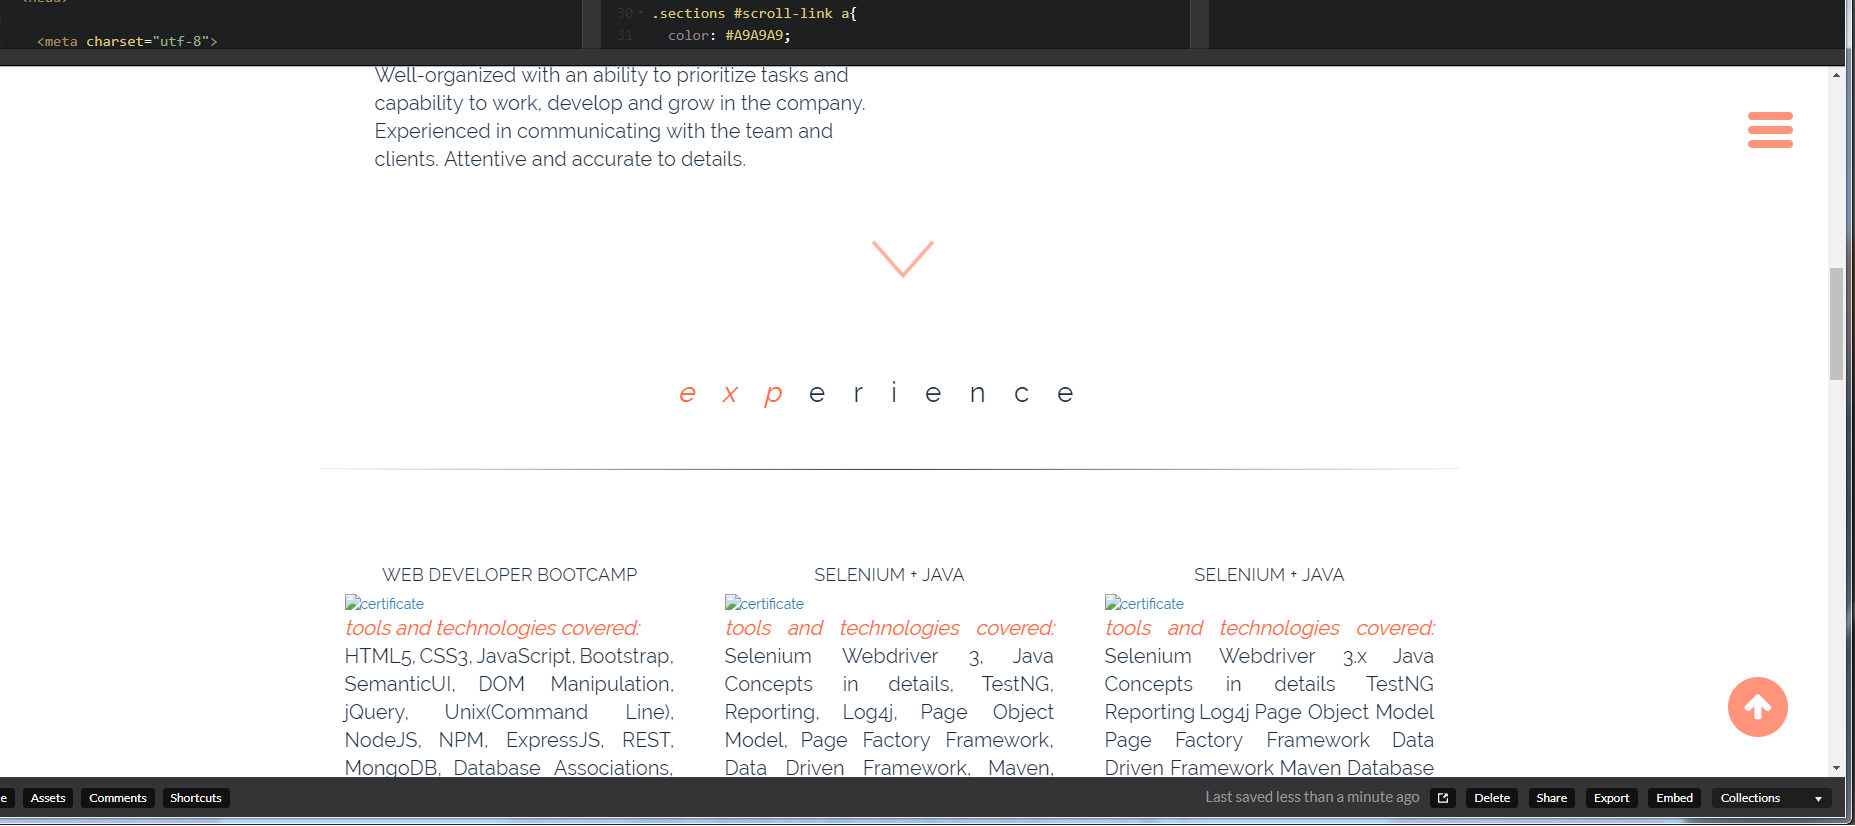 <meta charset="utf-8">
30 .sections #scroll-link a{
31 color: #A9A9A9;
Well-organized with an ability to prioritize tasks and
capability to work, develop and grow in the company.
Experienced in communicating with the team and
clients. Attentive and accurate to details.
experience
WEB DEVELOPER BOOTCAMP
certificate
tools and technologies covered:
HTML5, CSS3, JavaScript, Bootstrap,
SemanticUI, DOM Manipulation,
jQuery, Unix(Command Line),
NodeJS, NPM, ExpressJS, REST,
MongoDB, Database Associations,
SELENIUM + JAVA
certificate
tools and technologies covered:
Selenium Webdriver 3, Java
Concepts in details, TestNG,
Reporting, Log4j, Page Object
Model, Page Factory Framework,
Data Driven Framework, Maven,
SELENIUM + JAVA
certificate
tools and technologies covered:
Selenium Webdriver 3.x Java
Concepts in details TestNG
Reporting Log4j Page Object Model
Page Factory Framework Data
Driven Framework Maven Database
e Assets Comments Shortcuts
Last saved less than a minute ago Delete Share Export Embed Collections